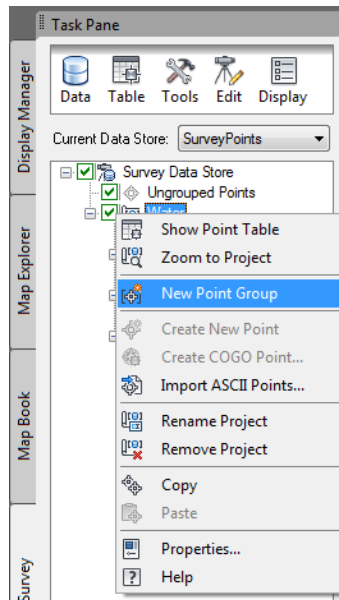 Task Pane
Data Table Tools Edit Display
Current Data Store: SurveyPoints
Survey Data Store
Ungrouped Points
Water
Show Point Table
Zoom to Project
New Point Group
Create New Point
Create COGO Point...
Import ASCII Points...
Rename Project
Remove Project
Copy
Paste
Properties...
Help
Display Manager
Map Explorer
Map Book
Survey